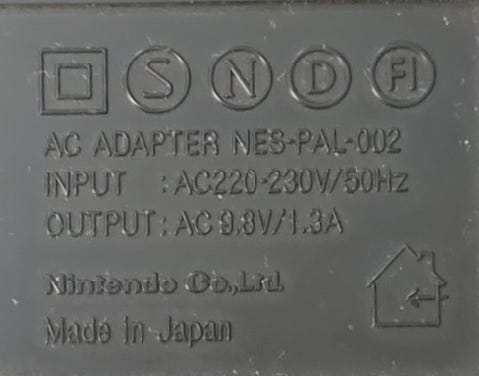 S N D FI
AC ADAPTER NES-PAL-002
INPUT : AC220-230V/50Hz
OUTPUT : AC 9.8V/1.3A
Nintendo Co.,Ltd.
Made in Japan